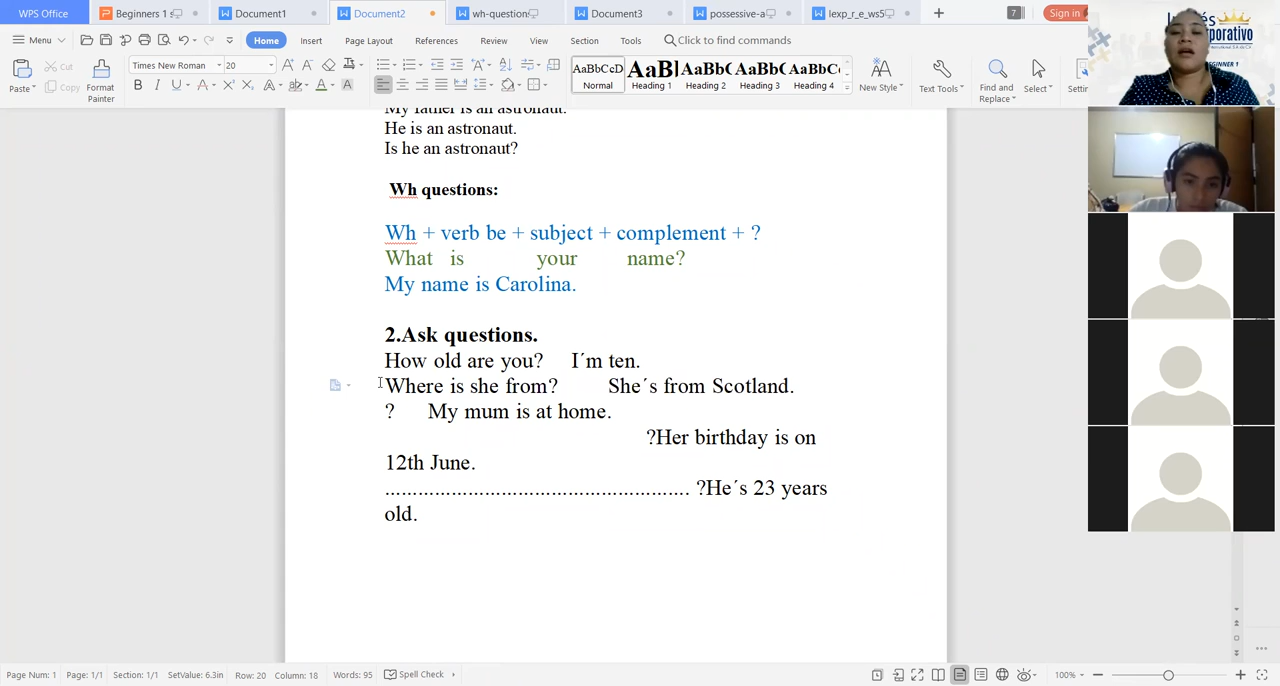 WPS Office
Beginners 1
Document1
Document2
wh-question
Document3
possessive-a
lexp_r_e_ws5
7
Sign in
Menu
Home
Insert
Page Layout
References
Review
View
Section
Tools
Click to find commands
Paste
Cut
Copy
Format
Painter
Times New Roman
20
AaBbCcD
Normal
AaBl
Heading 1
AaBbC
Heading 2
AaBb(
Heading 3
AaBbC
Heading 4
New Style
Text Tools
Find and
Replace
Select
My father is an astronaut.
He is an astronaut.
Is he an astronaut?
Wh questions:
Wh + verb be + subject + complement + ?
What is your name?
My name is Carolina.
2.Ask questions.
How old are you? I´m ten.
Where is she from? She´s from Scotland.
? My mum is at home.
?Her birthday is on
12th June.
.................................................... ?He´s 23 years
old.
Page Num: 1
Page: 1/1
Section: 1/1
SetValue: 6.3in
Row: 20
Column: 18
Words: 95
Spell Check
100%